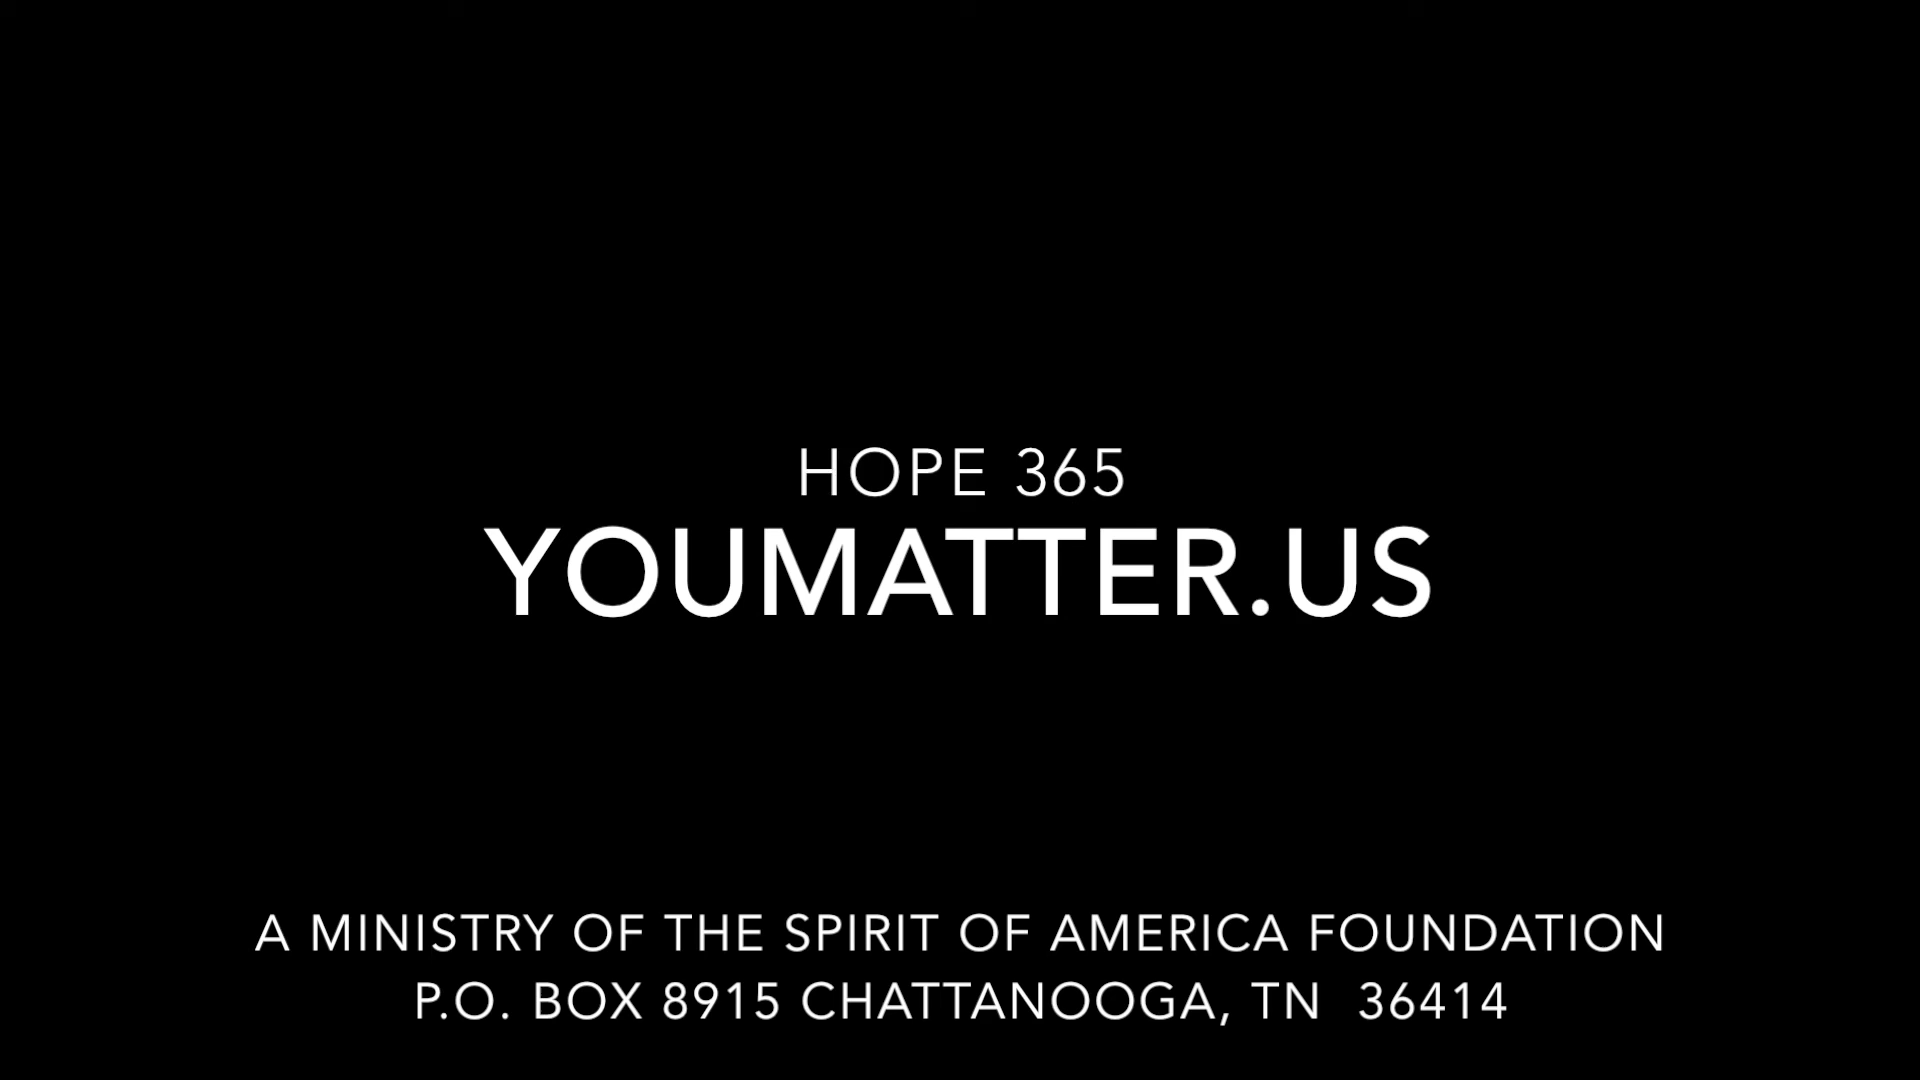 HOPE 365
YOUMATTER.US
A MINISTRY OF THE SPIRIT OF AMERICA FOUNDATION
P.O. BOX 8915 CHATTANOOGA, TN 36414